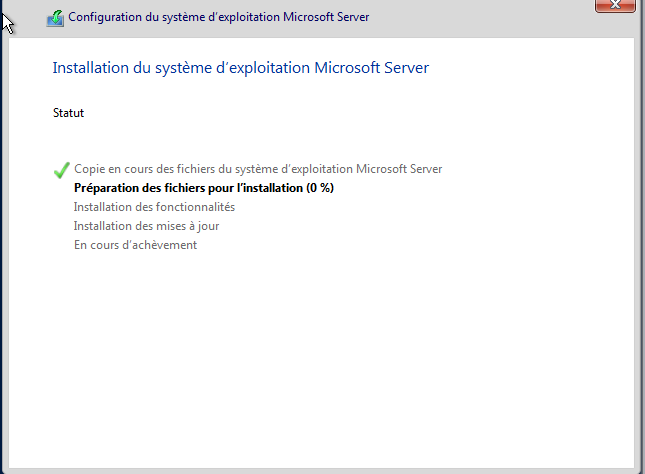 Configuration du système d'exploitation Microsoft Server
Installation du système d'exploitation Microsoft Server
Statut
Copie en cours des fichiers du système d'exploitation Microsoft Server
Préparation des fichiers pour l'installation (0 %)
Installation des fonctionnalités
Installation des mises à jour
En cours d'achèvement